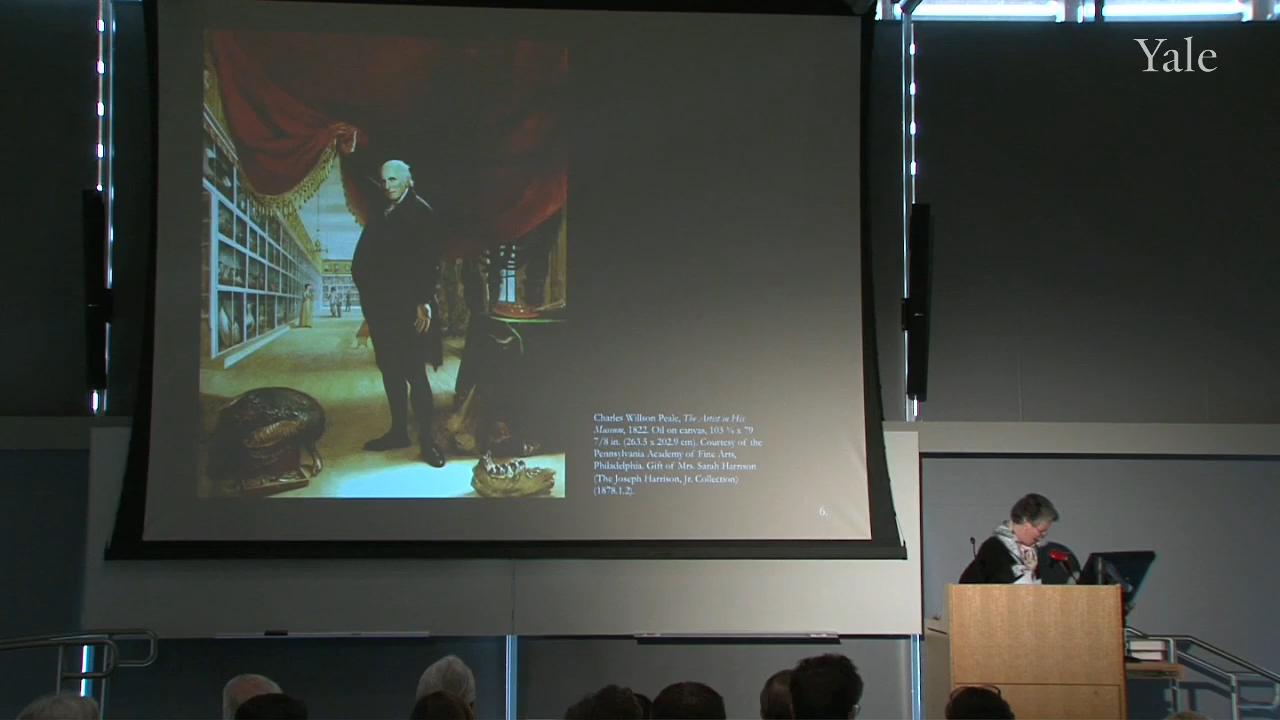 Yale
Charles Willson Peale, The Artist in His
Museum, 1822. Oil on canvas, 103 ¾ x 79
7/8 in. (263.5 x 202.9 cm). Courtesy of the
Pennsylvania Academy of Fine Arts,
Philadelphia. Gift of Mrs. Sarah Harrison
(The Joseph Harrison, Jr. Collection)
(1878.1.2).
6.